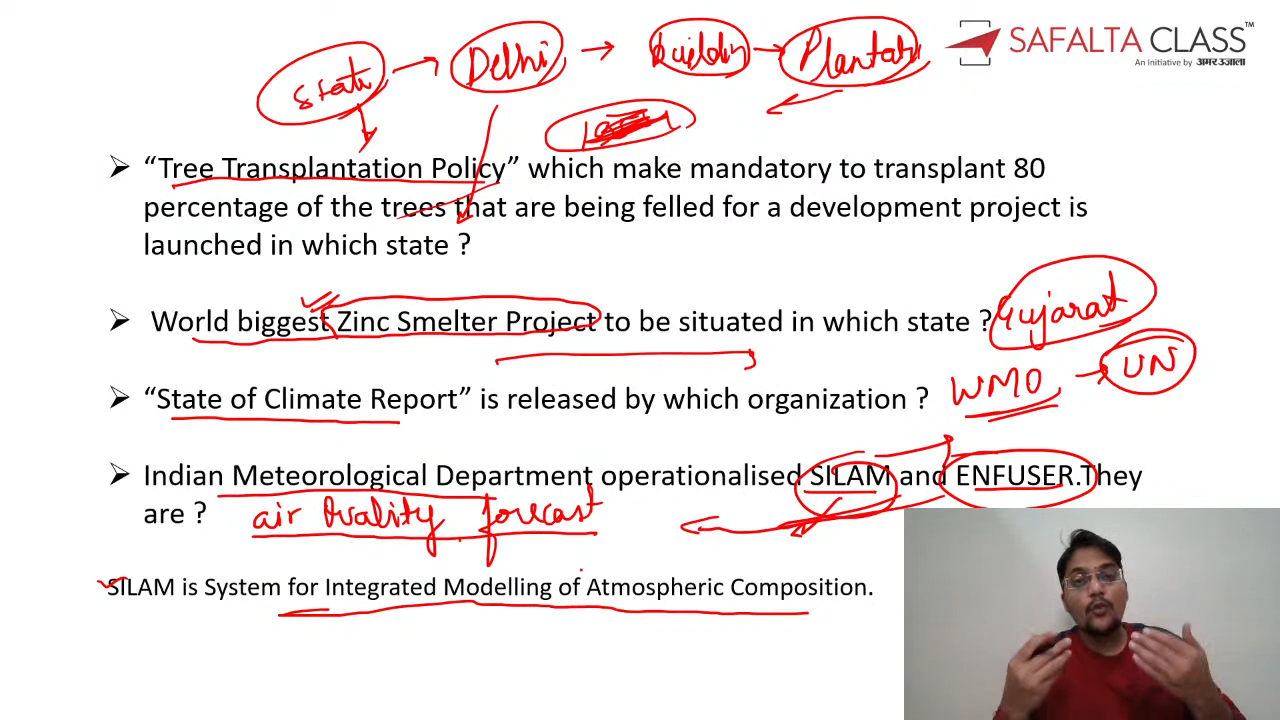 SAFALTA CLASS™
An Initiative by अमर उजाला
State → Delhi → building →
“Tree Transplantation Policy” which make mandatory to transplant 80
percentage of the trees that are being felled for a development project is
launched in which state ?
World biggest Zinc Smelter Project to be situated in which state ? Gujarat
“State of Climate Report” is released by which organization ? WMO → UN
Indian Meteorological Department operationalised SILAM and ENFUSER.They
are ? air Quality forecast
SILAM is System for Integrated Modelling of Atmospheric Composition.